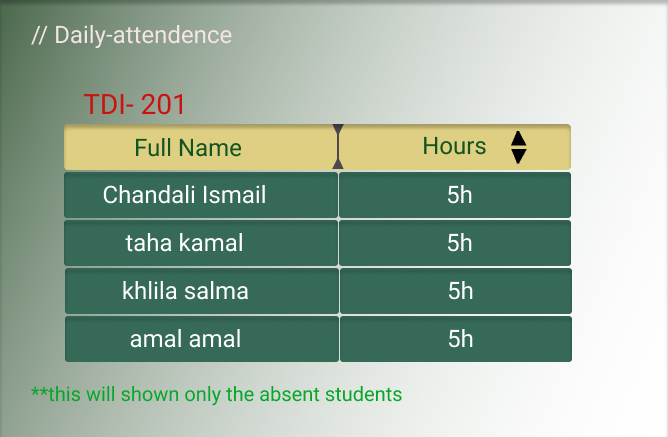 // Daily-attendence
TDI- 201
Full Name Hours
Chandali Ismail 5h
taha kamal 5h
khlila salma 5h
amal amal 5h
**this will shown only the absent students